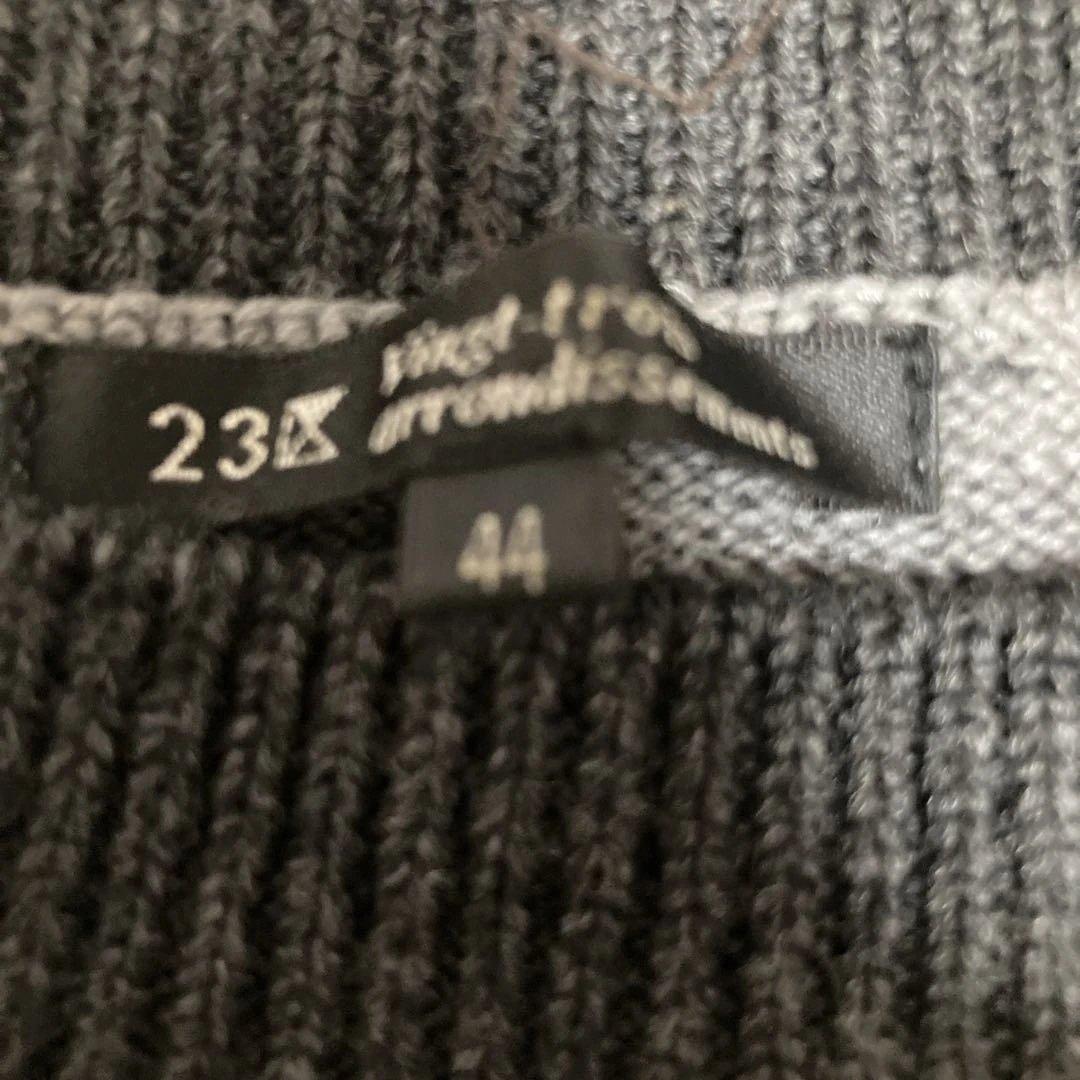 23区
vingt-trois
arrondissements
44